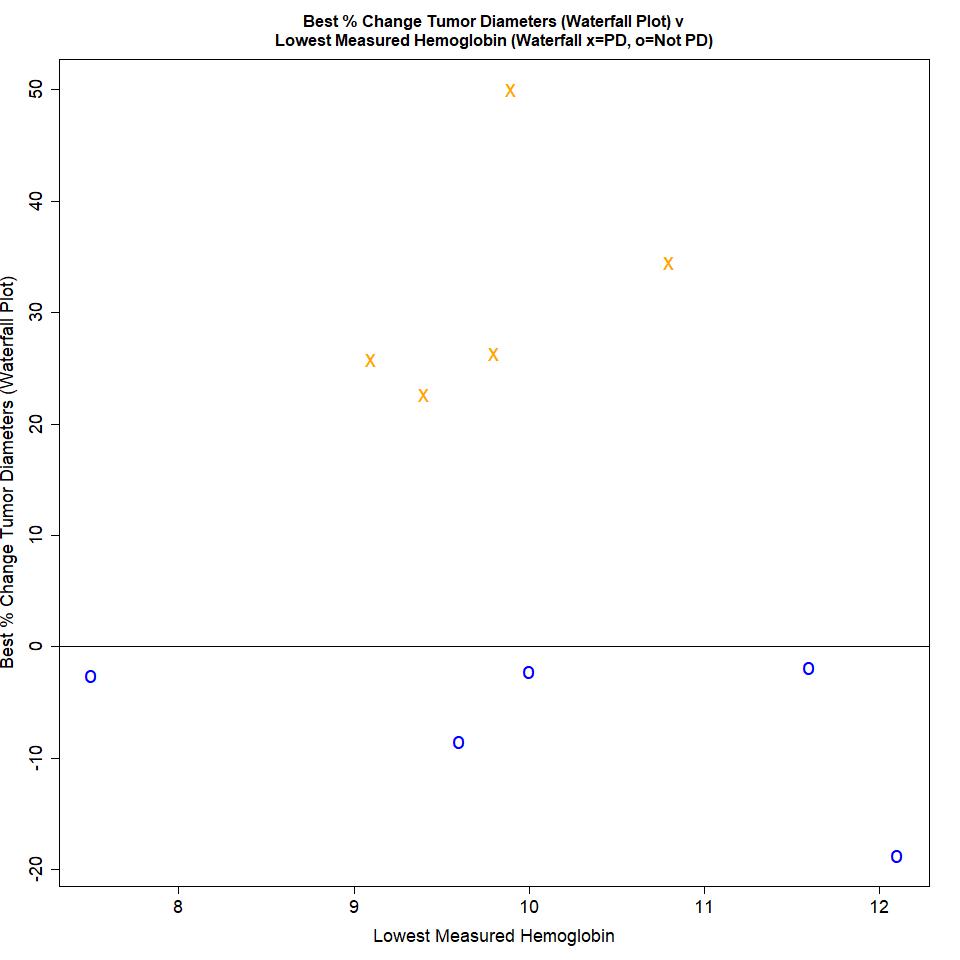 Best % Change Tumor Diameters (Waterfall Plot) v
Lowest Measured Hemoglobin (Waterfall x=PD, o=Not PD)
Best % Change Tumor Diameters (Waterfall Plot)
50
40
30
20
10
0
-10
-20
x
x
x
x
x
o
o
o
o
o
8 9 10 11 12
Lowest Measured Hemoglobin